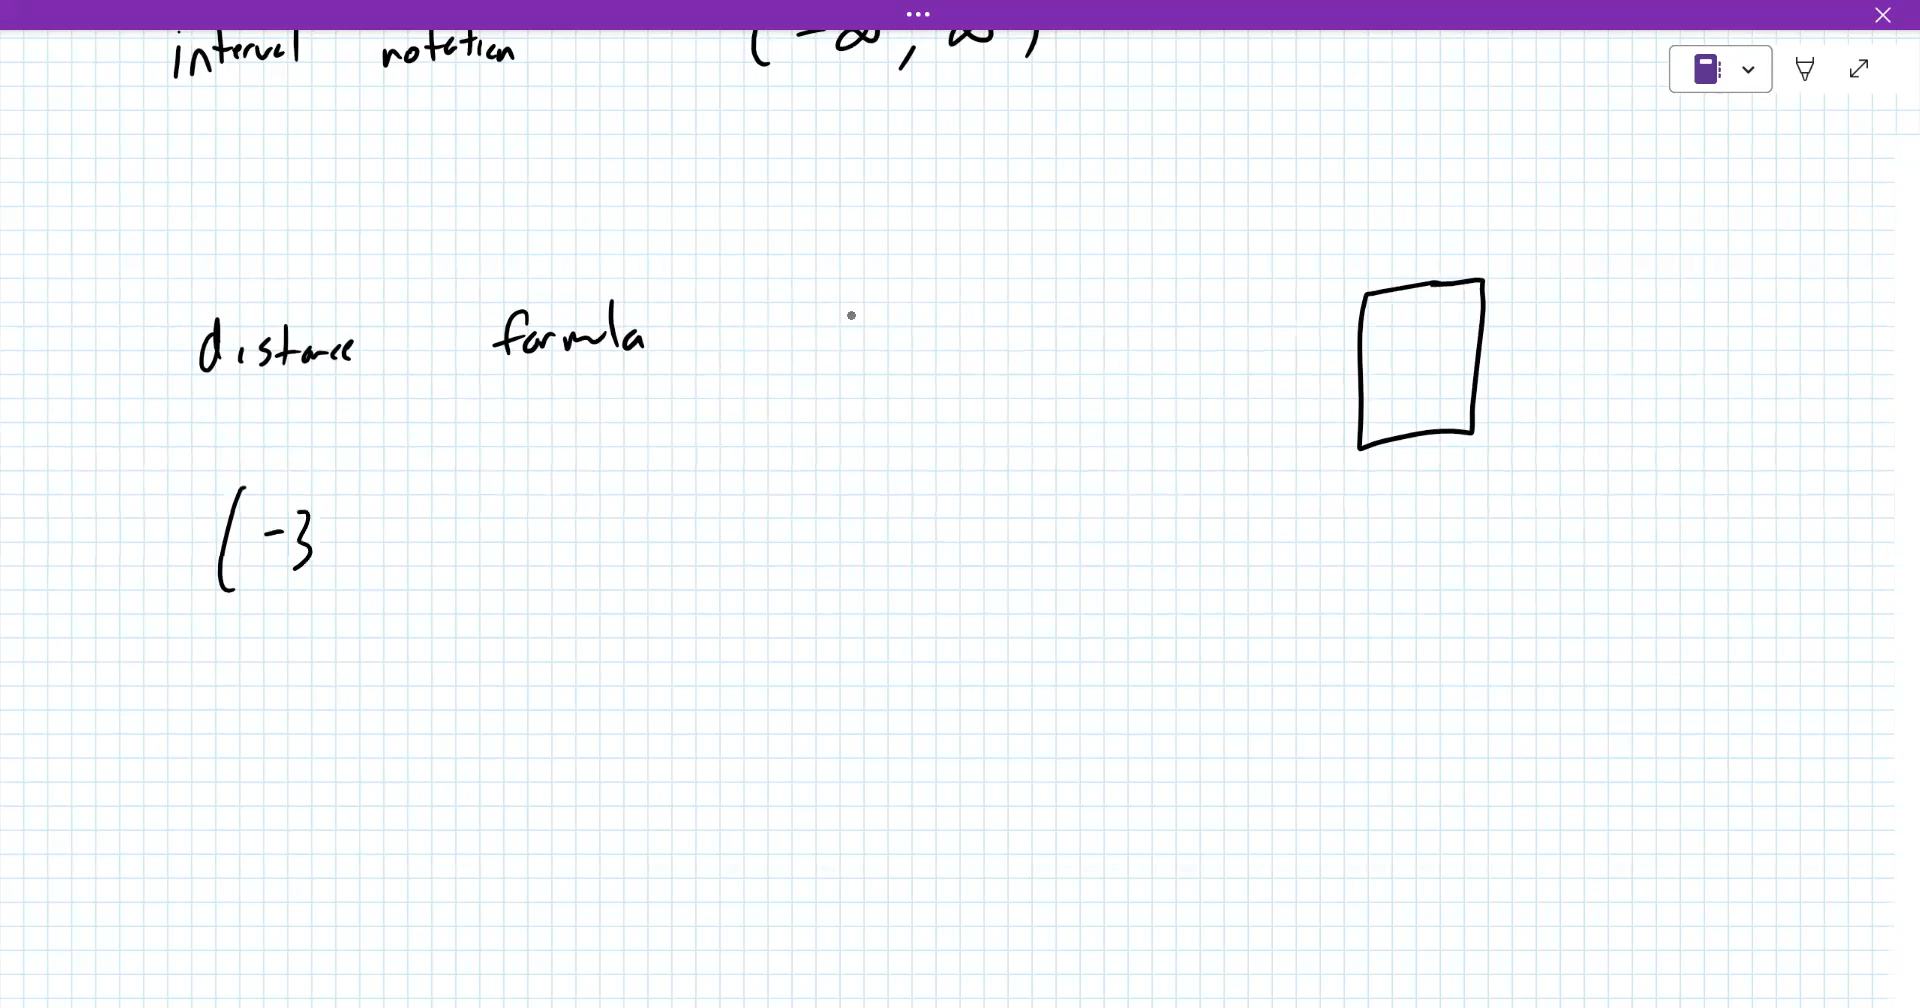 interval notation (-∞, ∞)
distance formula
(-3